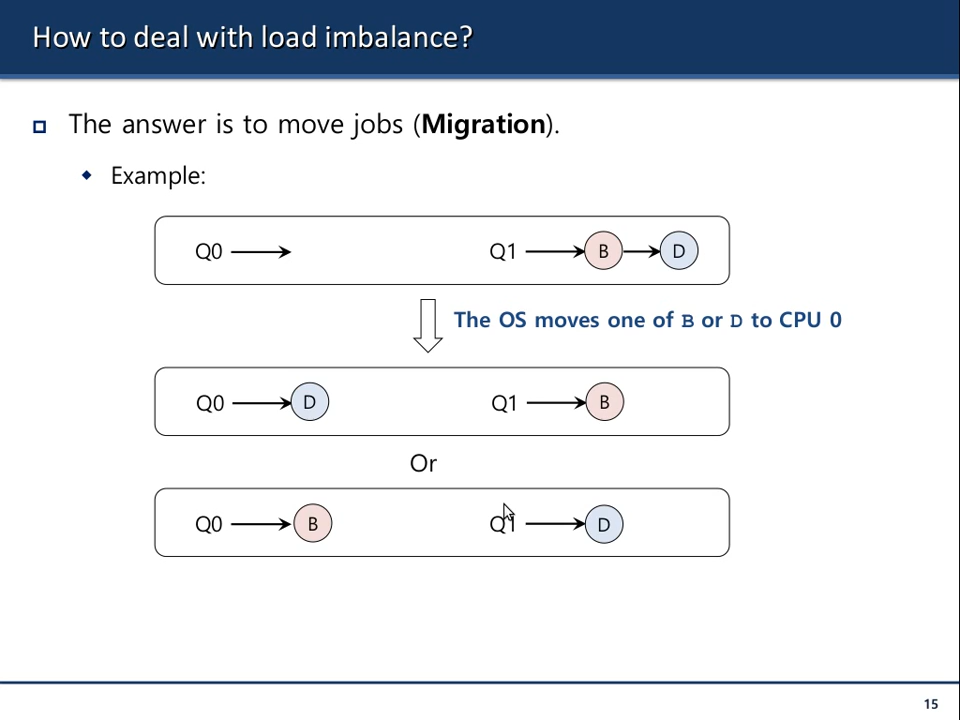 How to deal with load imbalance?
The answer is to move jobs (Migration).
Example:
Q0 Q1 B D
The OS moves one of B or D to CPU 0
Q0 D Q1 B
Or
Q0 B Q1 D
15